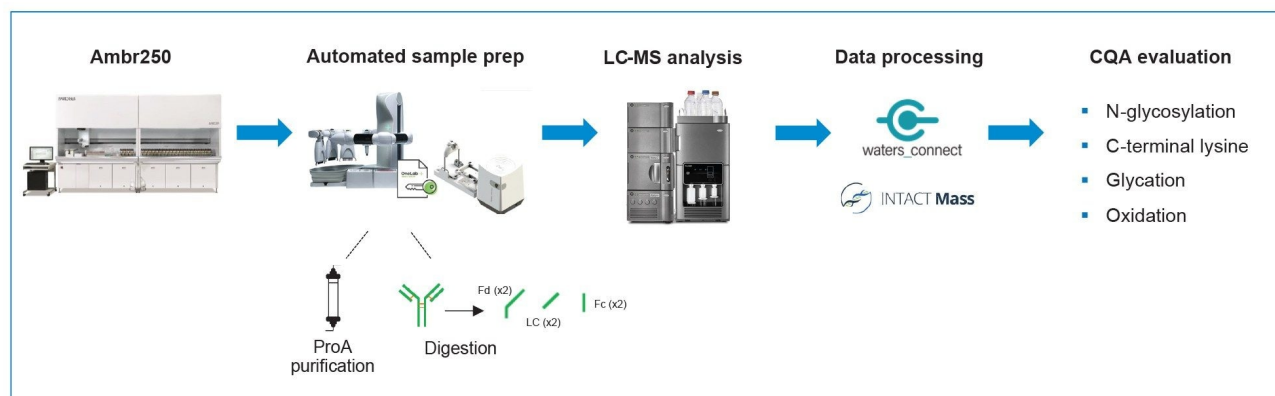 Ambr250
Automated sample prep
LC-MS analysis
Data processing
CQA evaluation
waters_connect
INTACT Mass
N-glycosylation
C-terminal lysine
Glycation
Oxidation
Fd (x2)
LC (x2)
Fc (x2)
ProA
purification
Digestion